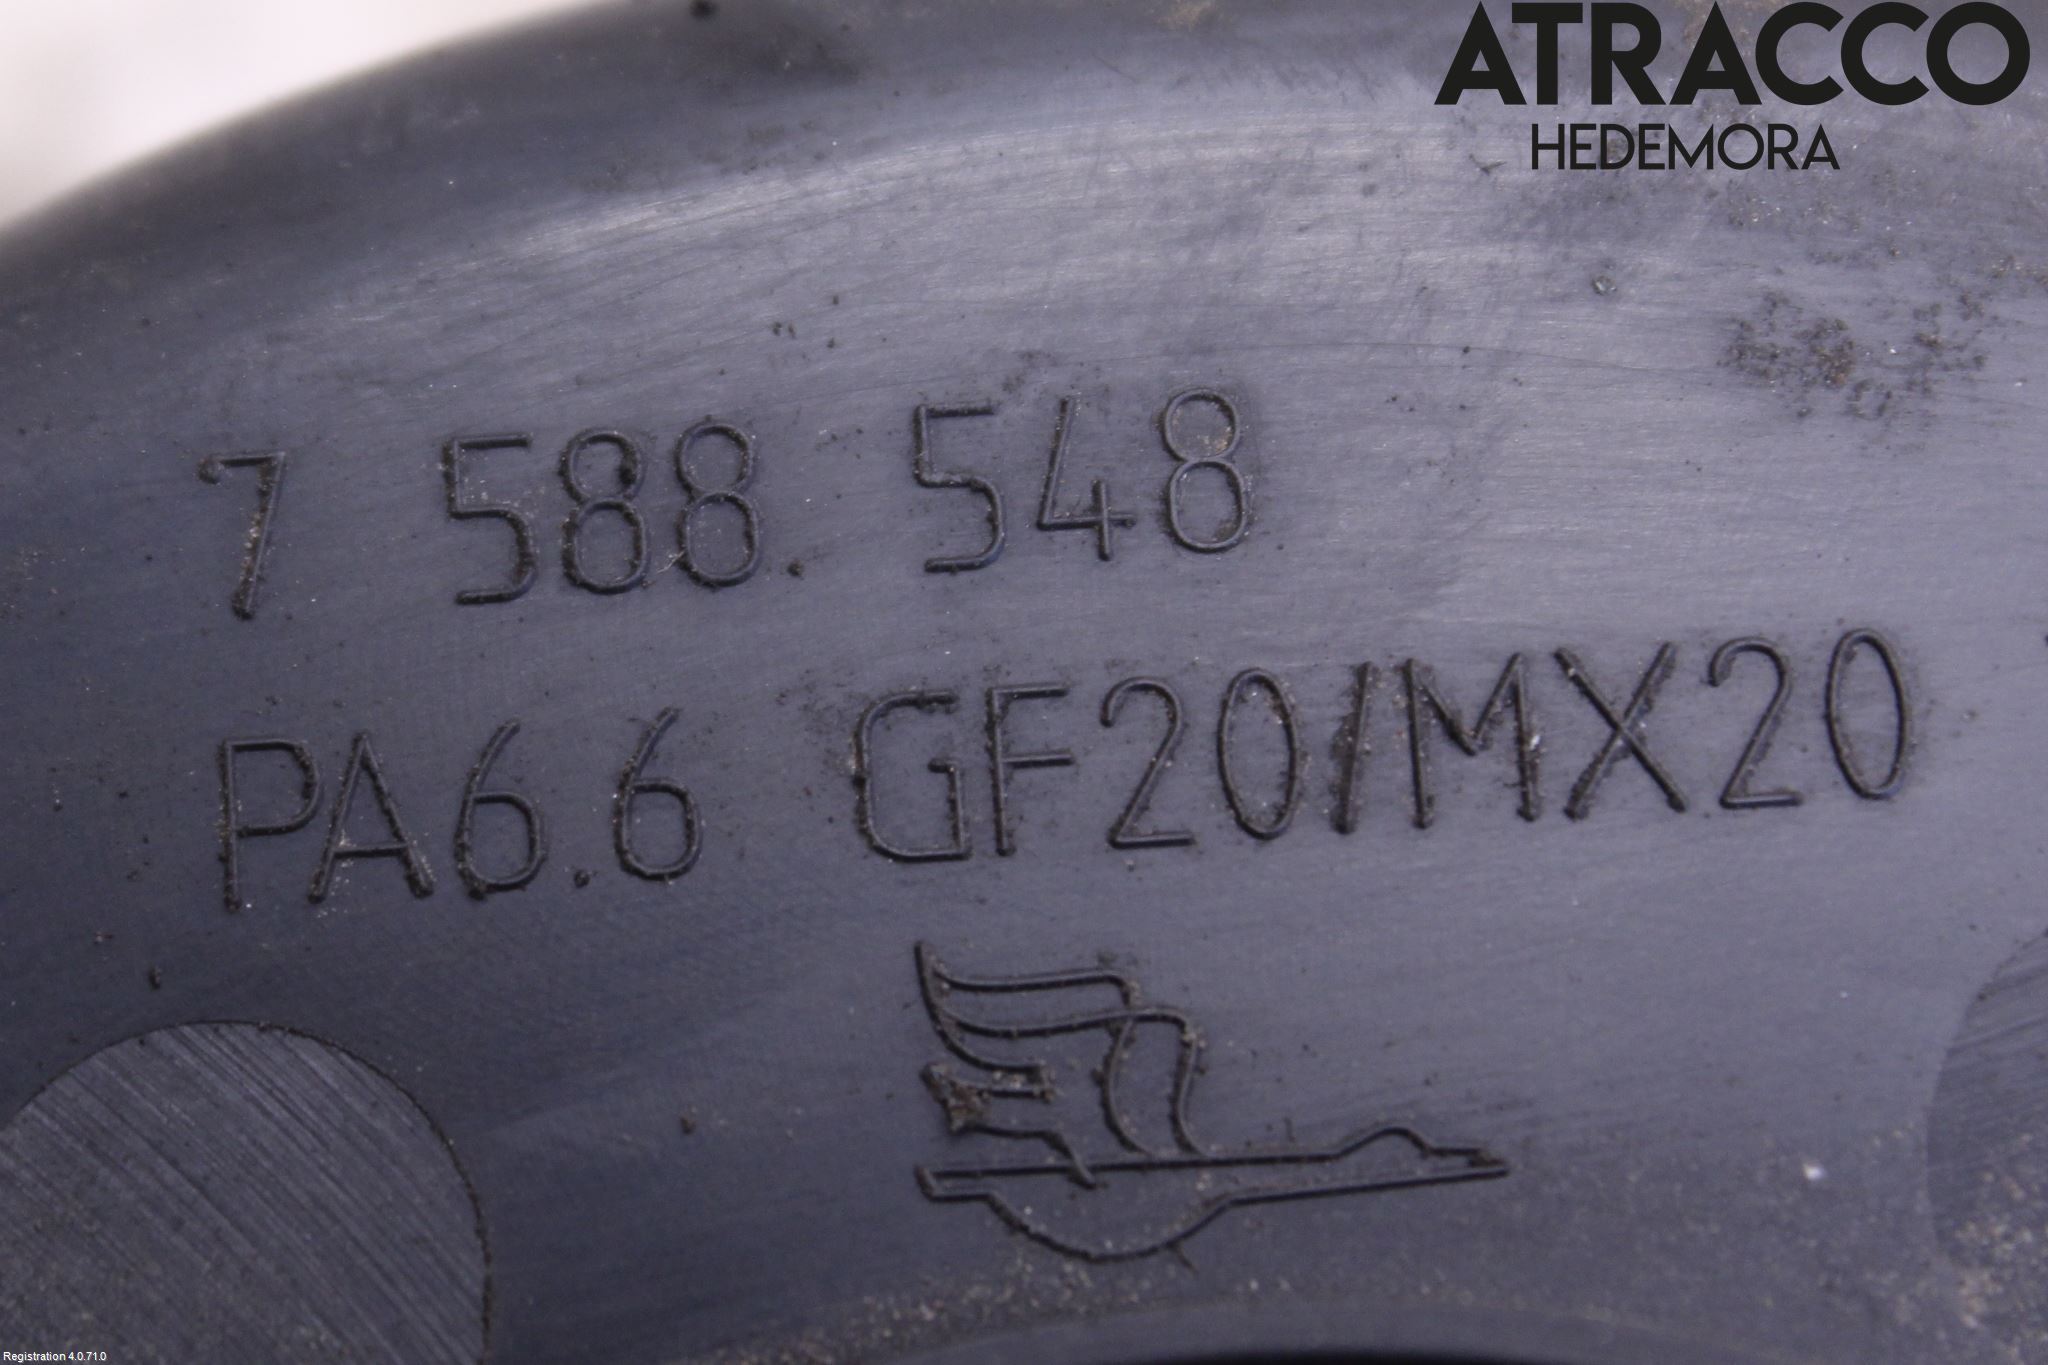 ATRACCO
HEDEMORA
7 588 548
PA6.6 GF20/MX20
Registration 4.0.71.0